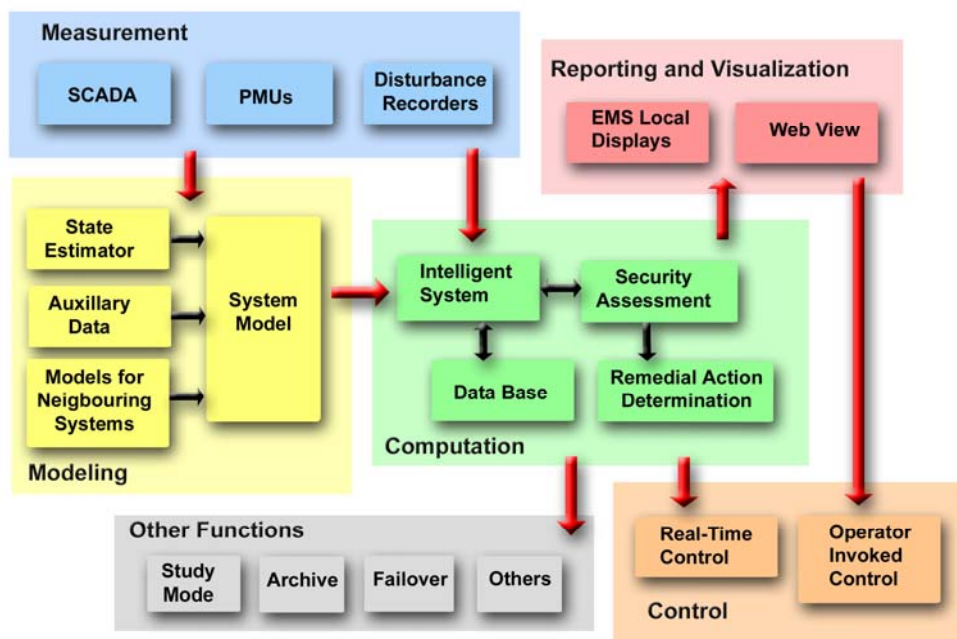 Measurement
SCADA
PMUs
Disturbance
Recorders
Reporting and Visualization
EMS Local
Displays
Web View
State
Estimator
Auxillary
Data
Models for
Neigbouring
Systems
System
Model
Modeling
Intelligent
System
Security
Assessment
Data Base
Remedial Action
Determination
Computation
Other Functions
Study
Mode
Archive
Failover
Others
Real-Time
Control
Operator
Invoked
Control
Control